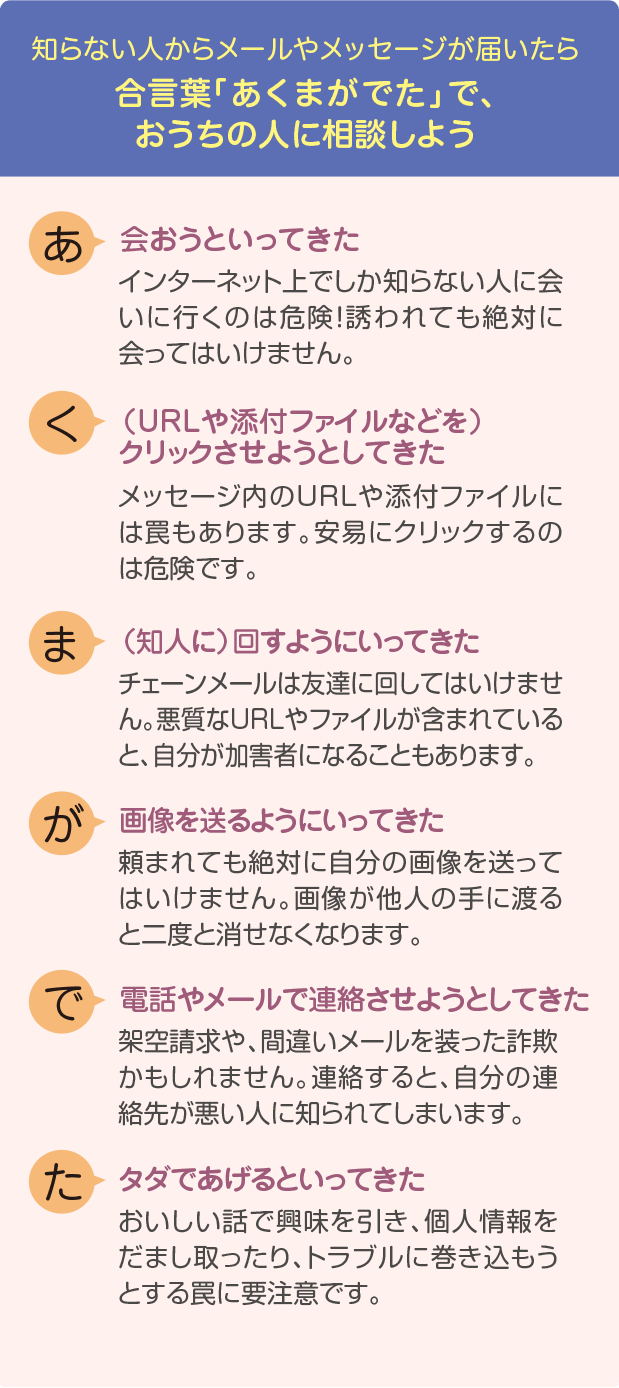 知らない人からメールやメッセージが届いたら
合言葉「あくまがでた」で、
おうちの人に相談しよう
あ
会おうといってきた
インターネット上でしか知らない人に会
いに行くのは危険!誘われても絶対に
会ってはいけません。
く
（URLや添付ファイルなどを）
クリックさせようとしてきた
メッセージ内のURLや添付ファイルに
は罠もあります。安易にクリックするの
は危険です。
ま
（知人に）回すようにいってきた
チェーンメールは友達に回してはいけませ
ん。悪質なURLやファイルが含まれている
と、自分が加害者になることもあります。
が
画像を送るようにいってきた
頼まれても絶対に自分の画像を送って
はいけません。画像が他人の手に渡る
と二度と消せなくなります。
で
電話やメールで連絡させようとしてきた
架空請求や、間違いメールを装った詐欺
かもしれません。連絡すると、自分の連
絡先が悪い人に知られてしまいます。
た
タダであげるといってきた
おいしい話で興味を引き、個人情報を
だまし取ったり、トラブルに巻き込もう
とする罠に要注意です。